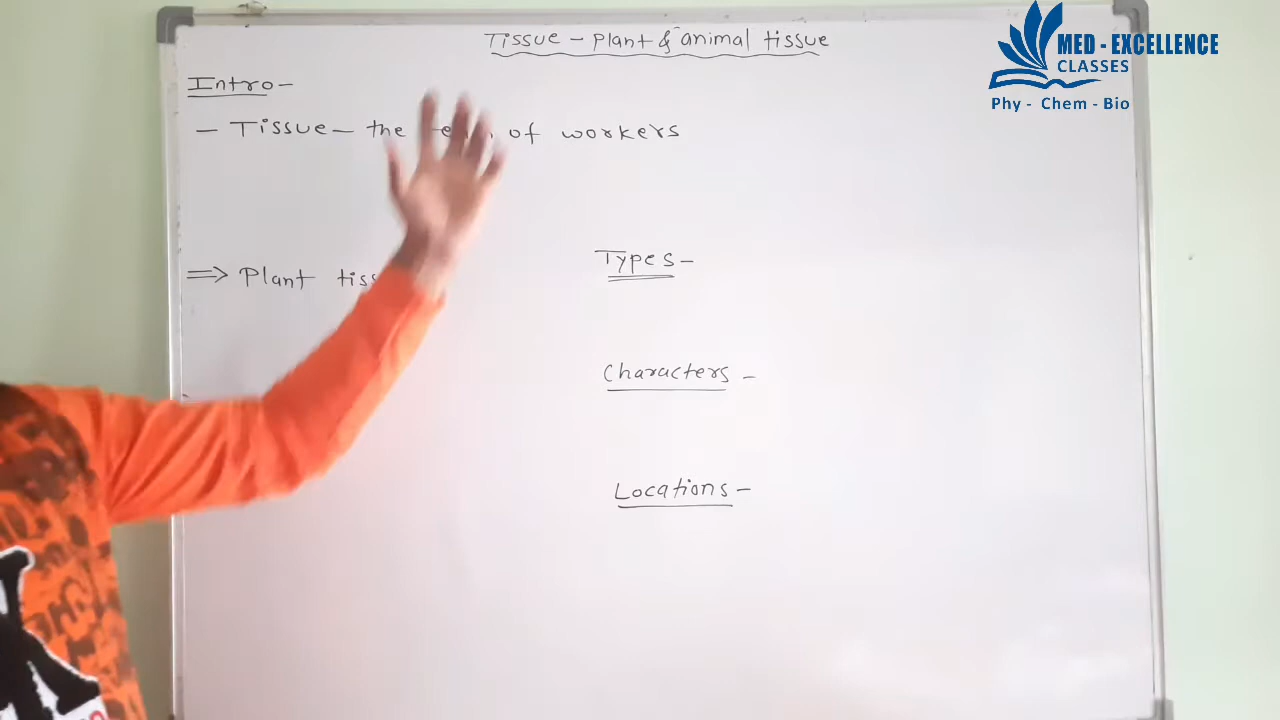 Tissue - Plant & animal tissue
MED - EXCELLENCE
CLASSES
Phy - Chem - Bio
Intro -
- Tissue - the of workers
Types -
⇒ Plant
Characters -
Locations -